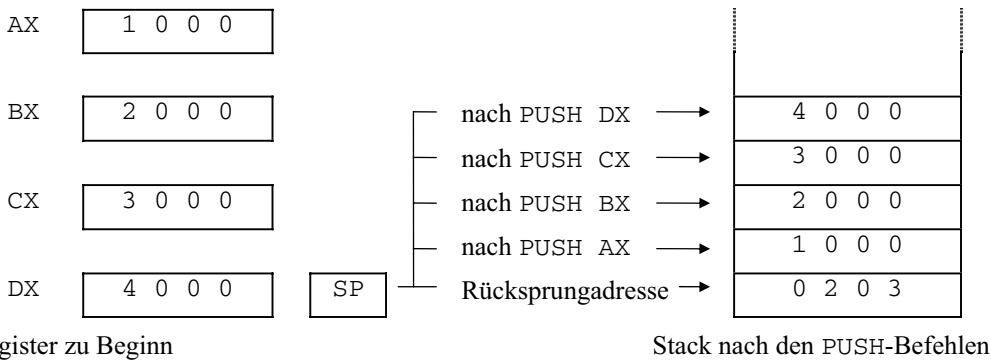 AX 1 0 0 0
BX 2 0 0 0 nach PUSH DX 4 0 0 0
nach PUSH CX 3 0 0 0
CX 3 0 0 0 nach PUSH BX 2 0 0 0
nach PUSH AX 1 0 0 0
DX 4 0 0 0 SP Rücksprungadresse 0 2 0 3
gister zu Beginn Stack nach den PUSH-Befehlen